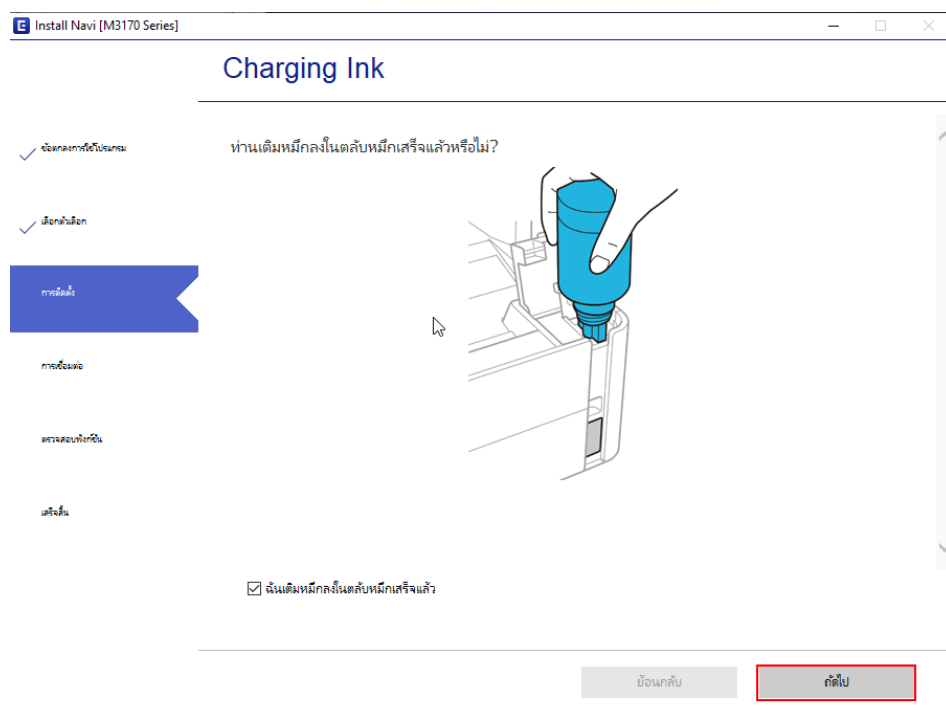 E Install Navi [M3170 Series]
Charging Ink
ข้อตกลงการใช้โปรแกรม
ท่านเติมหมึกลงในตลับหมึกเสร็จแล้วหรือไม่?
เลือกตัวเลือก
การติดตั้ง
การเชื่อมต่อ
ตรวจสอบฟังก์ชัน
เสร็จสิ้น
ฉันเติมหมึกลงในตลับหมึกเสร็จแล้ว
ย้อนกลับ
ถัดไป